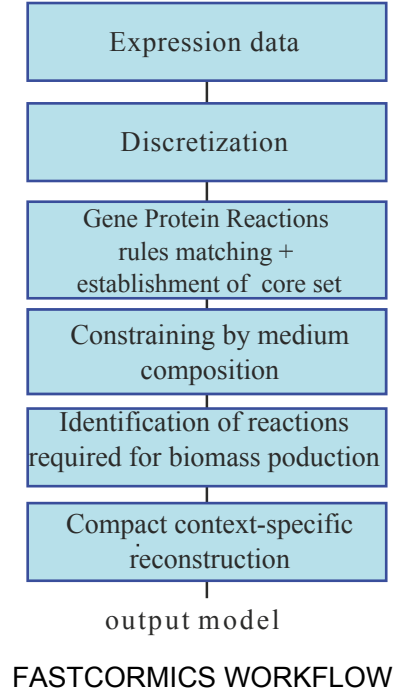 Expression data
Discretization
Gene Protein Reactions
rules matching +
establishment of core set
Constraining by medium
composition
Identification of reactions
required for biomass poduction
Compact context-specific
reconstruction
output model
FASTCORMICS WORKFLOW